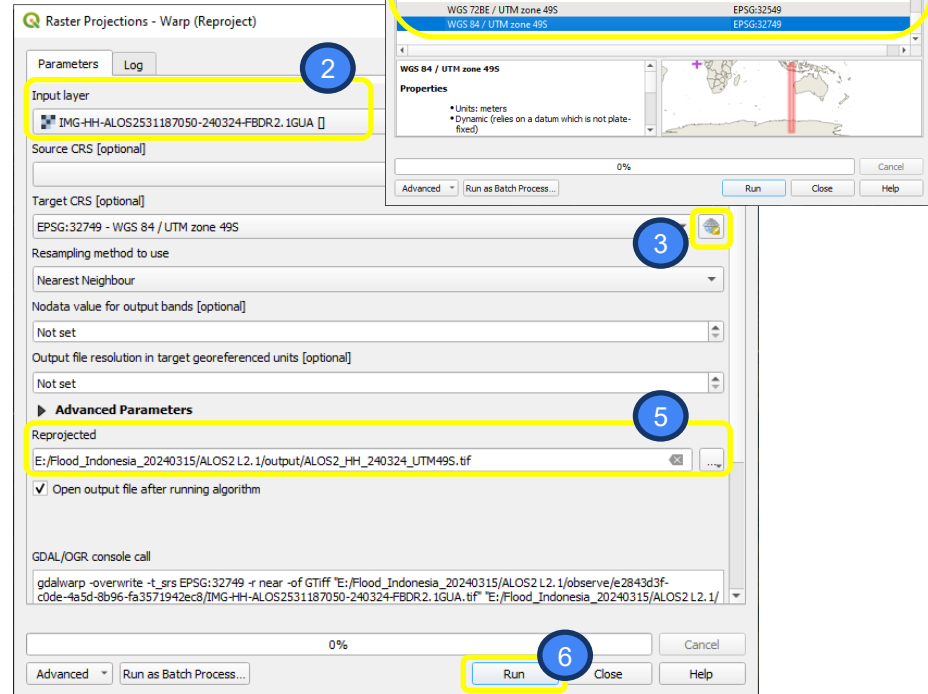 Raster Projections - Warp (Reproject)
Parameters
Log
2
Input layer
IMG-HH-ALOS2531187050-240324-FBDR2.1GUA []
Source CRS [optional]
Target CRS [optional]
EPSG:32749 - WGS 84 / UTM zone 49S
3
Resampling method to use
Nearest Neighbour
Nodata value for output bands [optional]
Not set
Output file resolution in target georeferenced units [optional]
Not set
Advanced Parameters
5
Reprojected
E:/Flood_Indonesia_20240315/ALOS2 L2.1/output/ALOS2_HH_240324_UTM49S.tif
...
Open output file after running algorithm
GDAL/OGR console call
gdalwarp -overwrite -t_srs EPSG:32749 -r near -of GTiff "E:/Flood_Indonesia_20240315/ALOS2 L2.1/observe/e2843d3f-
c0de-4a5d-8b96-fa3571942ec8/IMG-HH-ALOS2531187050-240324-FBDR2.1GUA.tif" "E:/Flood_Indonesia_20240315/ALOS2 L2.1/
0%
Cancel
6
Advanced
Run as Batch Process...
Run
Close
Help
WGS 72BE / UTM zone 49S EPSG:32549
WGS 84 / UTM zone 49S EPSG:32749
WGS 84 / UTM zone 49S
Properties
•Units: meters
•Dynamic (relies on a datum which is not plate-
fixed)
0%
Cancel
Advanced
Run as Batch Process...
Run
Close
Help